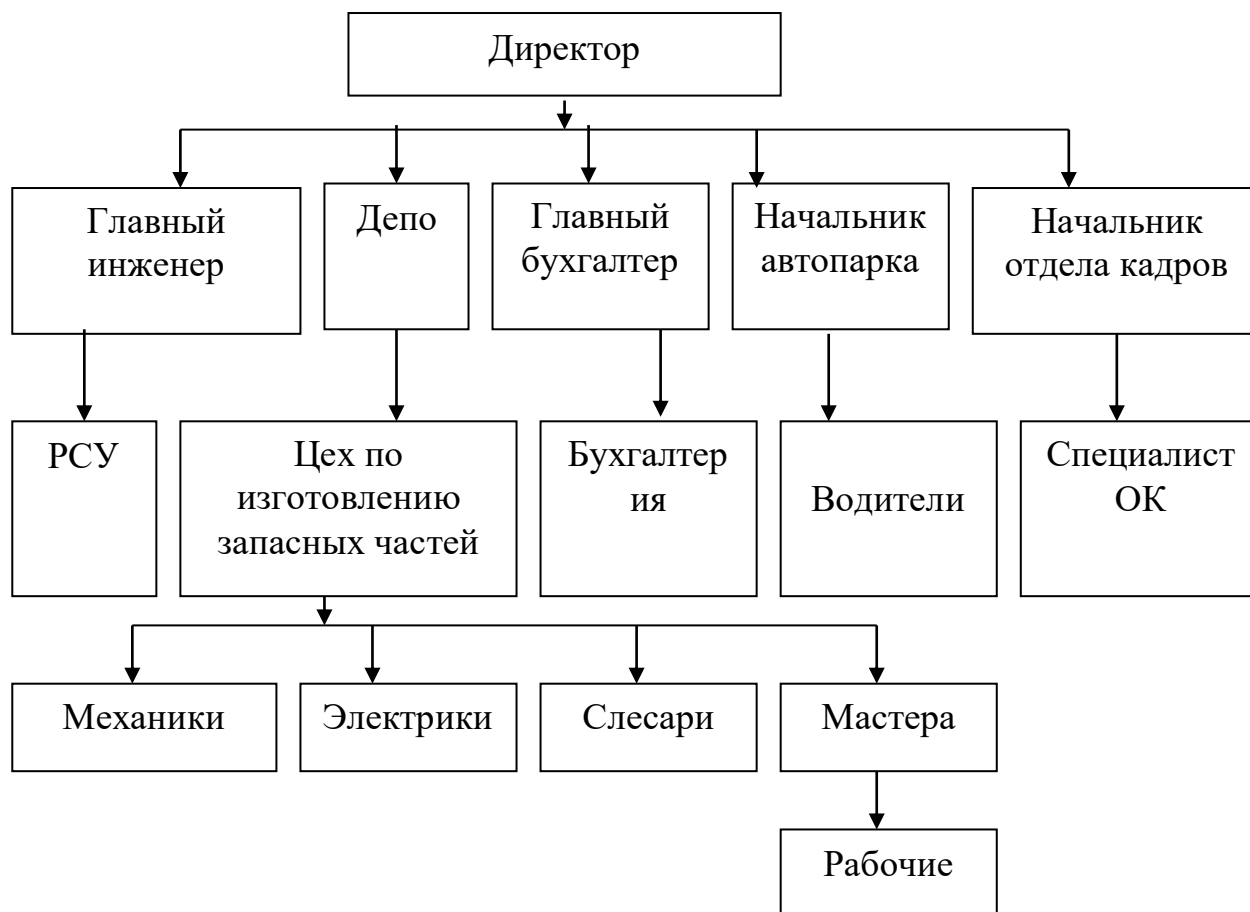 Директор
Главный
инженер
Депо
Главный
бухгалтер
Начальник
автопарка
Начальник
отдела кадров
РСУ
Цех по
изготовлению
запасных частей
Бухгалтер
ия
Водители
Специалист
ОК
Механики
Электрики
Слесари
Мастера
Рабочие